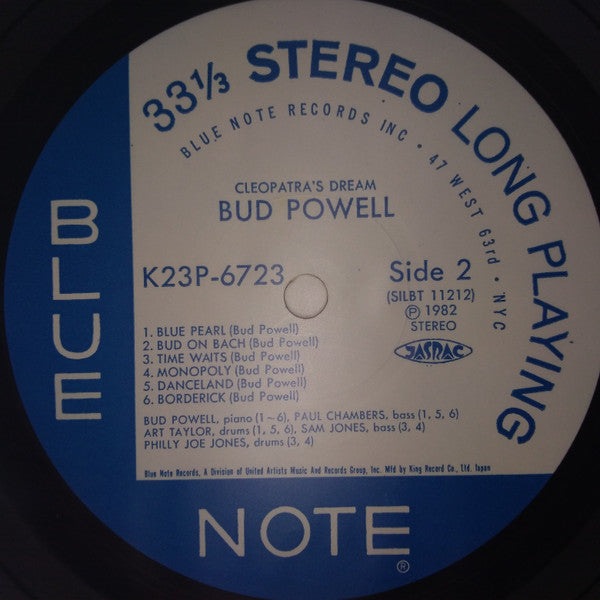 33⅓ STEREO LONG PLAYING
BLUE NOTE RECORDS INC • 47 WEST 63rd • NYC
CLEOPATRA'S DREAM
BUD POWELL
K23P-6723
Side 2
(SILBT 11212)
Ⓟ 1982
STEREO
JASRAC
1. BLUE PEARL (Bud Powell)
2. BUD ON BACH (Bud Powell)
3. TIME WAITS (Bud Powell)
4. MONOPOLY (Bud Powell)
5. DANCELAND (Bud Powell)
6. BORDERICK (Bud Powell)
BUD POWELL, piano (1~6), PAUL CHAMBERS, bass (1, 5, 6)
ART TAYLOR, drums (1, 5, 6), SAM JONES, bass (3, 4)
PHILLY JOE JONES, drums (3, 4)
Blue Note Records, A Division of United Artists Music And Records Group, Inc. Mfd by King Record Co., Ltd. Japan
BLUE
NOTE®